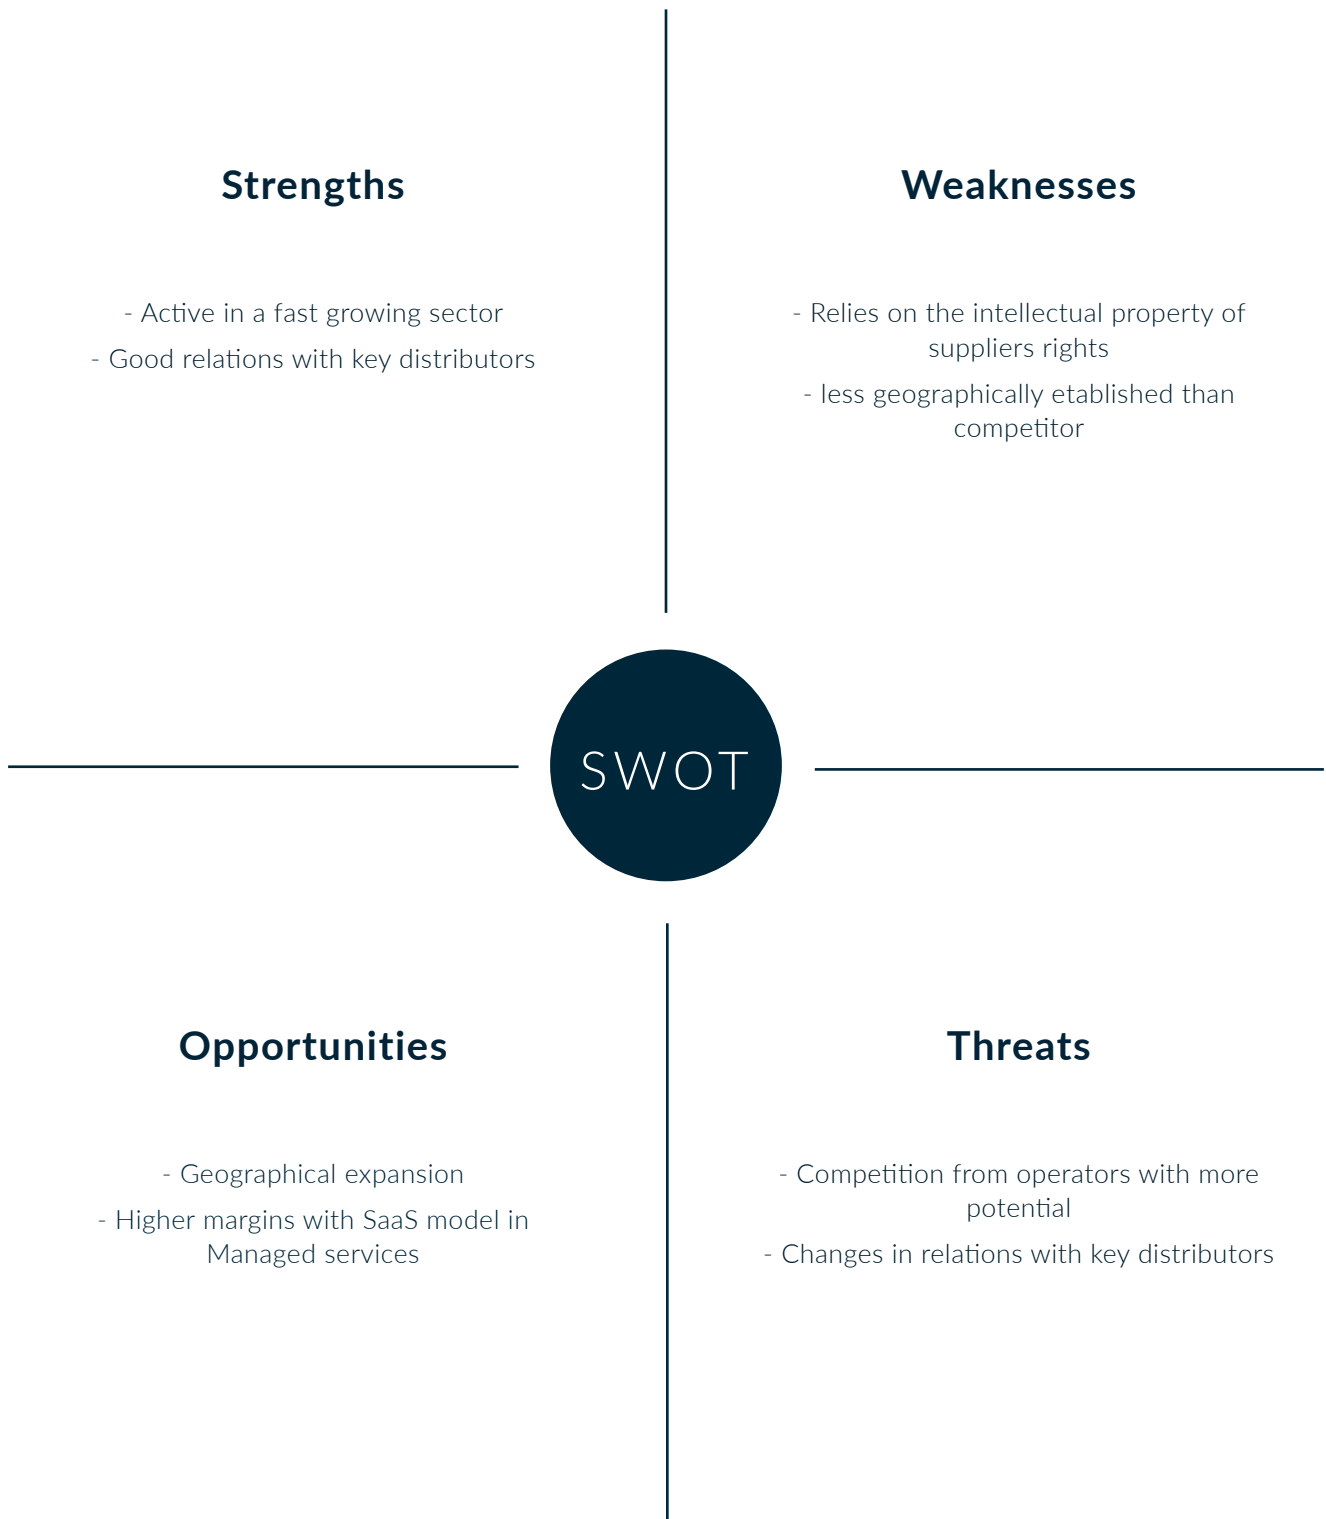 Strengths
- Active in a fast growing sector
- Good relations with key distributors
Weaknesses
- Relies on the intellectual property of
suppliers rights
- less geographically etablished than
competitor
SWOT
Opportunities
- Geographical expansion
- Higher margins with SaaS model in
Managed services
Threats
- Competition from operators with more
potential
- Changes in relations with key distributors